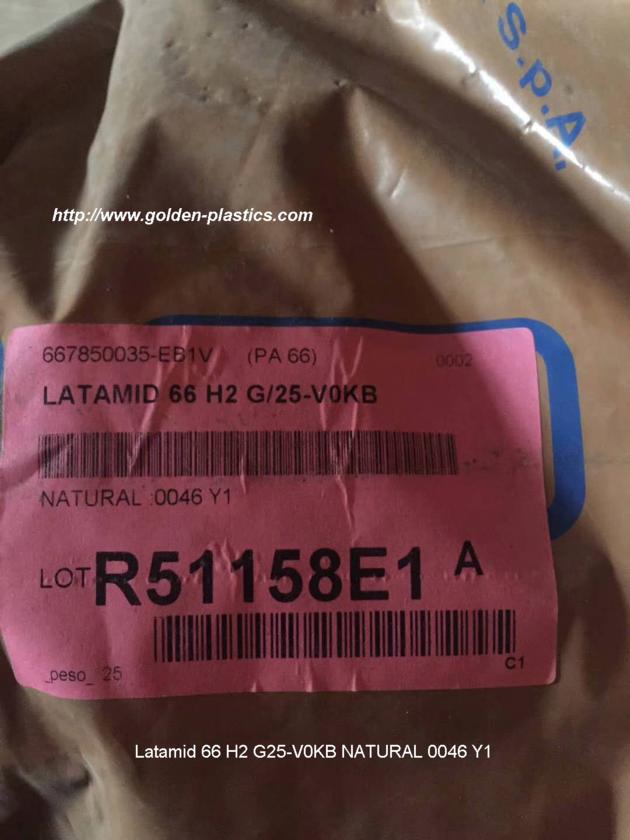 S.p.A.
http://www.golden-plastics.com
667850035-EB1V (PA 66) 0002
LATAMID 66 H2 G/25-V0KB
NATURAL :0046 Y1
LOT R51158E1 A
C1
_peso_ 25
Latamid 66 H2 G25-V0KB NATURAL 0046 Y1